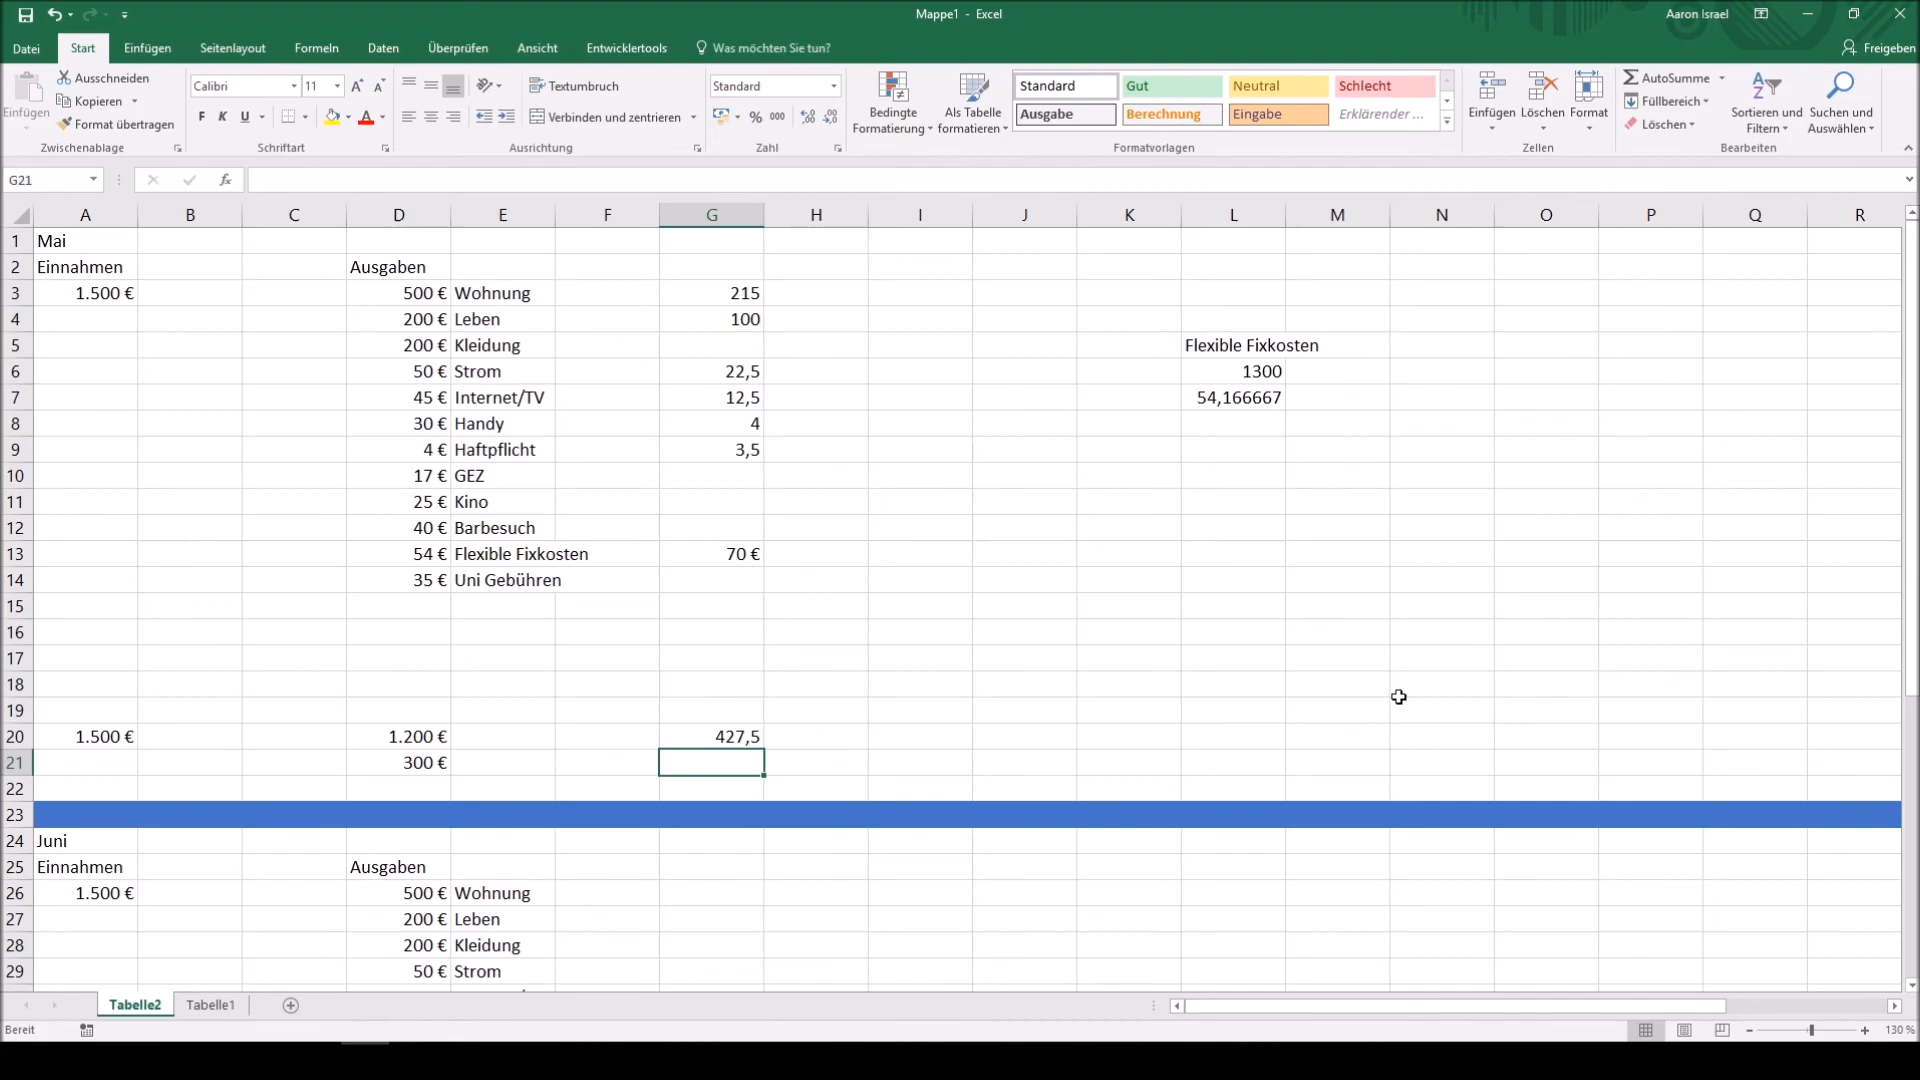 Mappe1 - Excel
Aaron Israel
Datei Start Einfügen Seitenlayout Formeln Daten Überprüfen Ansicht Entwicklertools Was möchten Sie tun? Freigeben
Einfügen
Ausschneiden
Kopieren
Format übertragen
Zwischenablage
Calibri 11
F K U
Schriftart
Textumbruch
Verbinden und zentrieren
Ausrichtung
Standard
% 000
Zahl
Bedingte Formatierung
Als Tabelle formatieren
Standard Gut Neutral Schlecht
Ausgabe Berechnung Eingabe Erklärender ...
Formatvorlagen
Einfügen Löschen Format
Zellen
AutoSumme
Füllbereich
Löschen
Sortieren und Filtern
Suchen und Auswählen
Bearbeiten
G21 fx
A B C D E F G H I J K L M N O P Q R
1 Mai
2 Einnahmen Ausgaben
3 1.500 € 500 € Wohnung 215
4 200 € Leben 100
5 200 € Kleidung Flexible Fixkosten
6 50 € Strom 22,5 1300
7 45 € Internet/TV 12,5 54,166667
8 30 € Handy 4
9 4 € Haftpflicht 3,5
10 17 € GEZ
11 25 € Kino
12 40 € Barbesuch
13 54 € Flexible Fixkosten 70 €
14 35 € Uni Gebühren
15
16
17
18
19
20 1.500 € 1.200 € 427,5
21 300 €
22
23
24 Juni
25 Einnahmen Ausgaben
26 1.500 € 500 € Wohnung
27 200 € Leben
28 200 € Kleidung
29 50 € Strom
Tabelle2 Tabelle1
Bereit 130 %